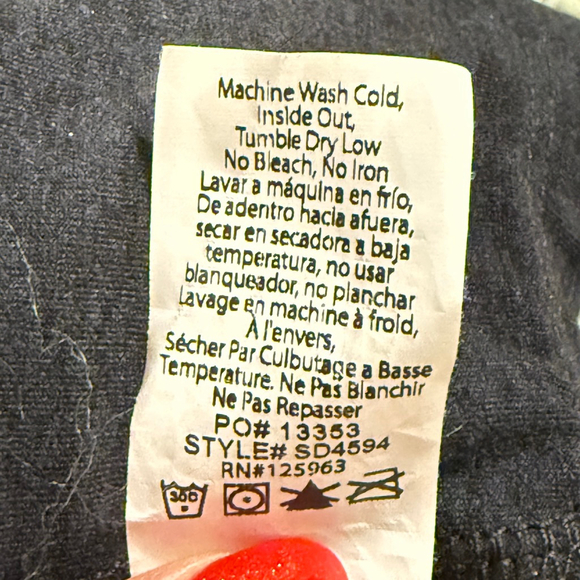 Machine Wash Cold,
Inside Out,
Tumble Dry Low
No Bleach, No Iron
Lavar a máquina en frío,
De adentro hacia afuera,
secar en secadora a baja
temperatura, no usar
blanqueador, no planchar
Lavage en machine à froid,
À l'envers,
Sécher Par Culbutage a Basse
Temperature. Ne Pas Blanchir
Ne Pas Repasser
PO# 13353
STYLE# SD4594
RN#125963